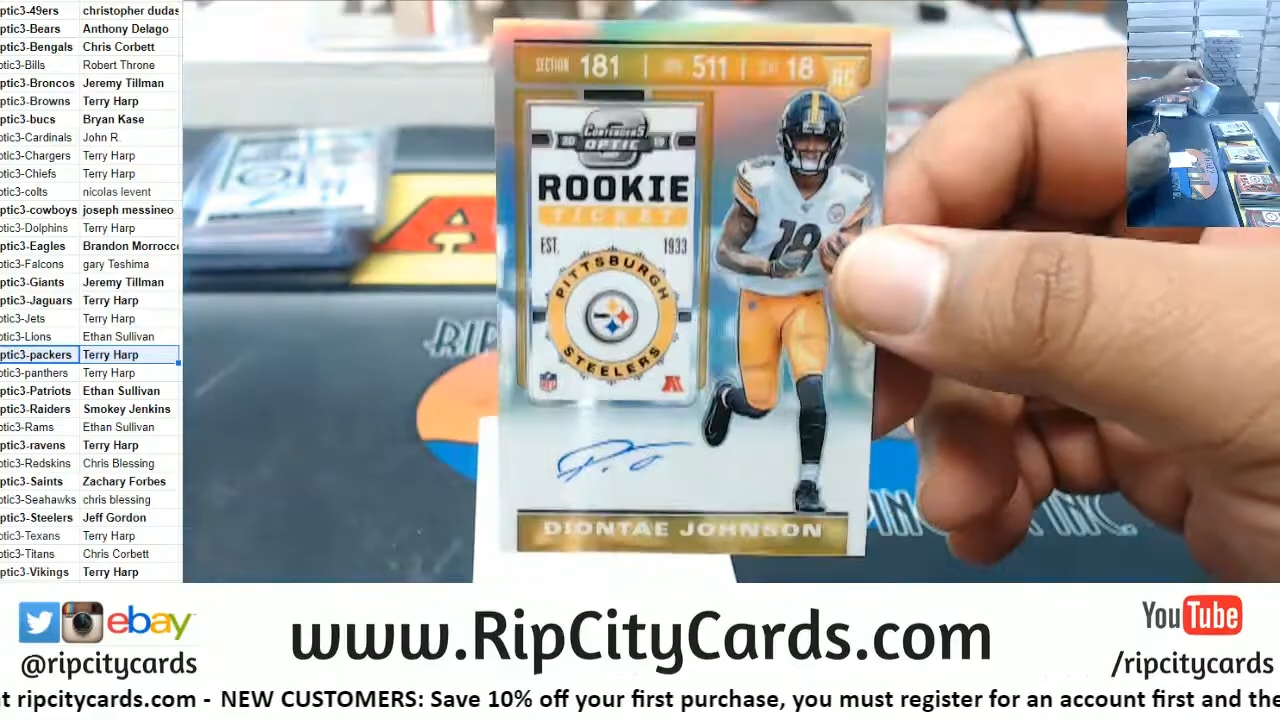 ptic3-49ers christopher dudas
ptic3-Bears Anthony Delago
ptic3-Bengals Chris Corbett
ptic3-Bills Robert Throne
ptic3-Broncos Jeremy Tillman
ptic3-Browns Terry Harp
ptic3-bucs Bryan Kase
ptic3-Cardinals John R.
ptic3-Chargers Terry Harp
ptic3-Chiefs Terry Harp
ptic3-colts nicolas levent
ptic3-cowboys joseph messineo
ptic3-Dolphins Terry Harp
ptic3-Eagles Brandon Morrocc
ptic3-Falcons gary Teshima
ptic3-Giants Jeremy Tillman
ptic3-Jaguars Terry Harp
ptic3-Jets Terry Harp
ptic3-Lions Ethan Sullivan
ptic3-packers Terry Harp
ptic3-panthers Terry Harp
ptic3-Patriots Ethan Sullivan
ptic3-Raiders Smokey Jenkins
ptic3-Rams Ethan Sullivan
ptic3-ravens Terry Harp
ptic3-Redskins Chris Blessing
ptic3-Saints Zachary Forbes
ptic3-Seahawks chris blessing
ptic3-Steelers Jeff Gordon
ptic3-Texans Terry Harp
ptic3-Titans Chris Corbett
ptic3-Vikings Terry Harp
SECTION 181 | 511 | 18
RC
CONTENDERS
20 OPTIC 19
ROOKIE
TICKET
EST. 1933
PITTSBURGH
STEELERS
NFL
18
DIONTAE JOHNSON
RIP
IN
INC.
ebay
@ripcitycards
www.RipCityCards.com
YouTube
/ripcitycards
t ripcitycards.com - NEW CUSTOMERS: Save 10% off your first purchase, you must register for an account first and the